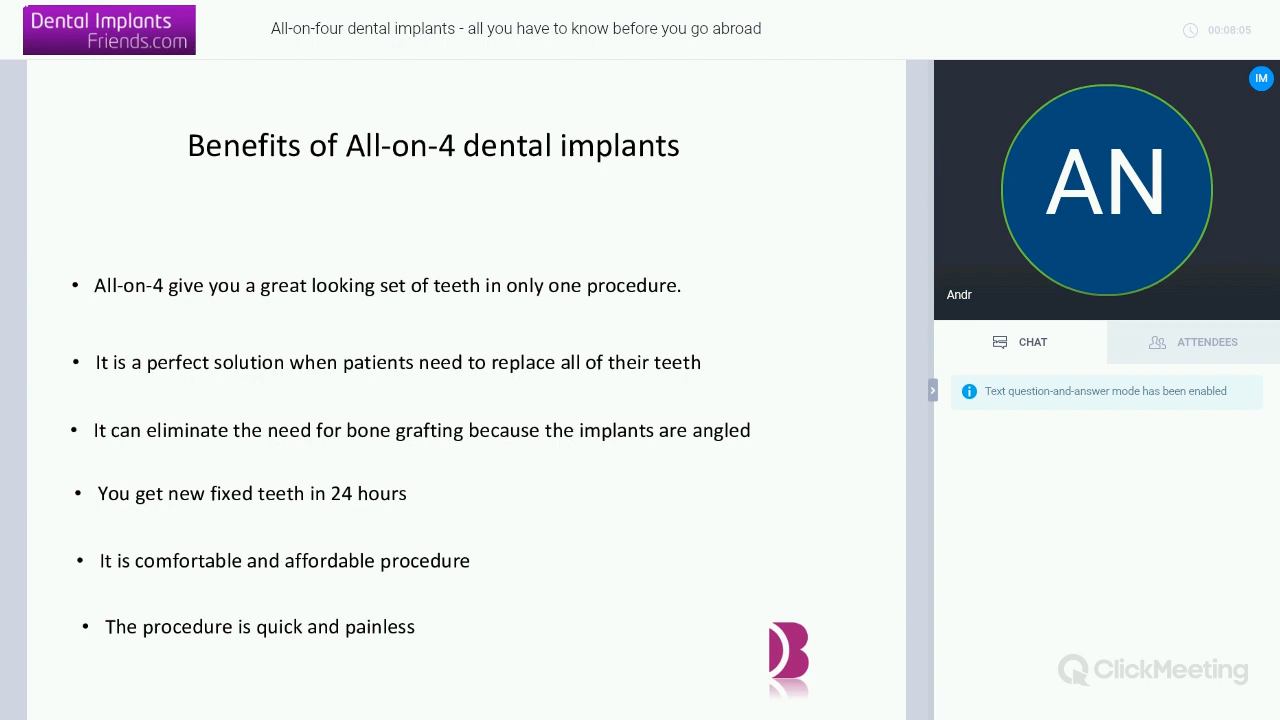 Dental Implants
Friends.com
All-on-four dental implants - all you have to know before you go abroad
00:08:05
Benefits of All-on-4 dental implants
• All-on-4 give you a great looking set of teeth in only one procedure.
• It is a perfect solution when patients need to replace all of their teeth
• It can eliminate the need for bone grafting because the implants are angled
• You get new fixed teeth in 24 hours
• It is comfortable and affordable procedure
• The procedure is quick and painless
B
IM
AN
Andr
CHAT
ATTENDEES
Text question-and-answer mode has been enabled
ClickMeeting